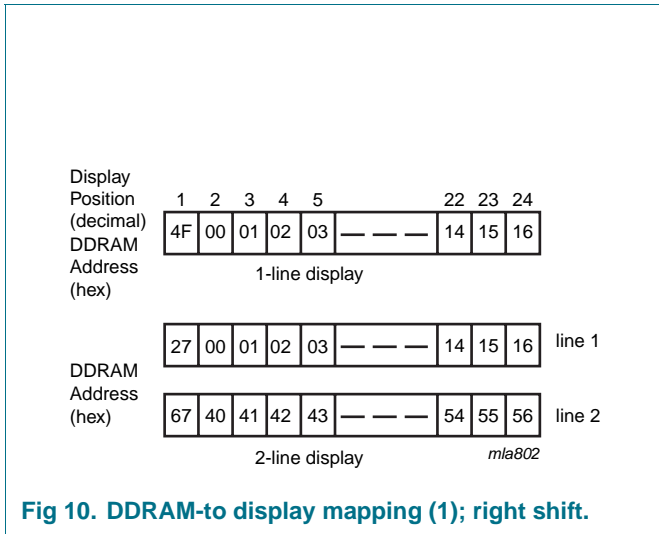 Display
Position
(decimal)
1 2 3 4 5 22 23 24
DDRAM
Address
(hex)
4F 00 01 02 03 — — — 14 15 16
1-line display
27 00 01 02 03 — — — 14 15 16 line 1
DDRAM
Address
(hex)
67 40 41 42 43 — — — 54 55 56 line 2
2-line display
mla802
Fig 10. DDRAM-to display mapping (1); right shift.